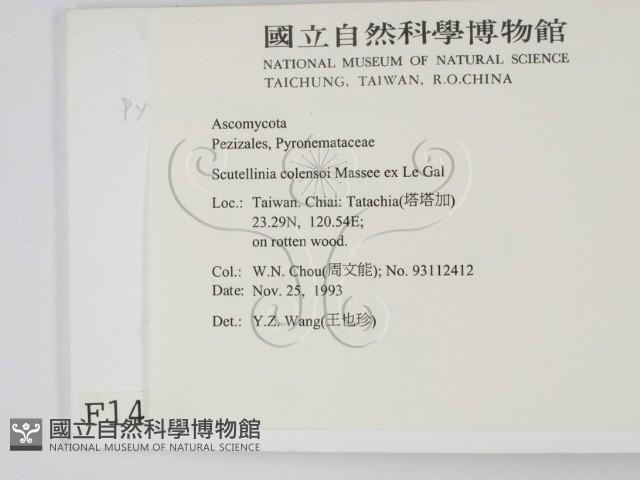 國立自然科學博物館
NATIONAL MUSEUM OF NATURAL SCIENCE
TAICHUNG, TAIWAN, R.O.CHINA
PY
Ascomycota
Pezizales, Pyronemataceae
Scutellinia colensoi Massee ex Le Gal
Loc.: Taiwan. Chiai: Tatachia(塔塔加)
23.29N, 120.54E;
on rotten wood.
Col.: W.N. Chou(周文能); No. 93112412
Date: Nov. 25, 1993
Det.: Y.Z. Wang(王也珍)
F14
國立自然科學博物館
NATIONAL MUSEUM OF NATURAL SCIENCE